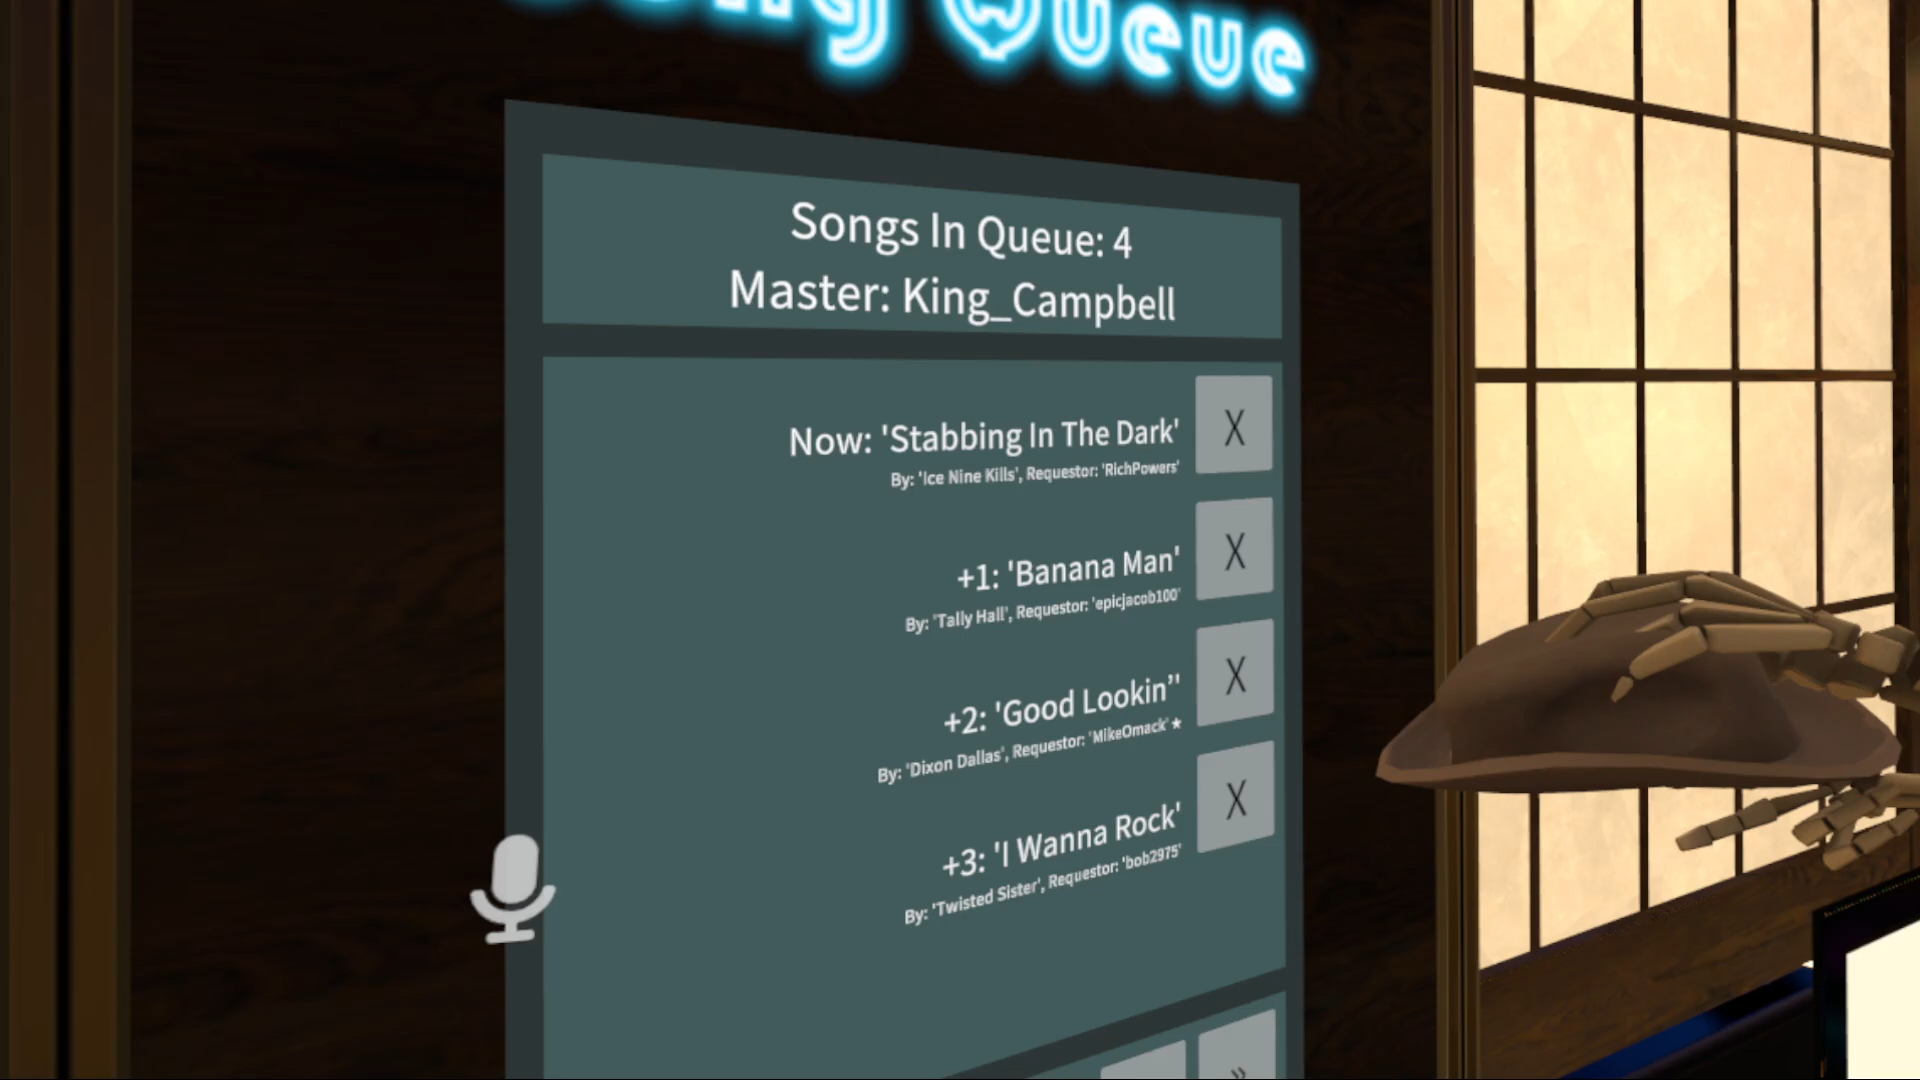 Queue
Songs In Queue: 4
Master: King_Campbell
Now: 'Stabbing In The Dark'
By: 'Ice Nine Kills', Requestor: 'RichPowers'
X
+1: 'Banana Man'
By: 'Tally Hall', Requestor: 'epicjacob100'
X
+2: 'Good Lookin''
By: 'Dixon Dallas', Requestor: 'MikeOmack' ★
X
+3: 'I Wanna Rock'
By: 'Twisted Sister', Requestor: 'bob2975'
X
»